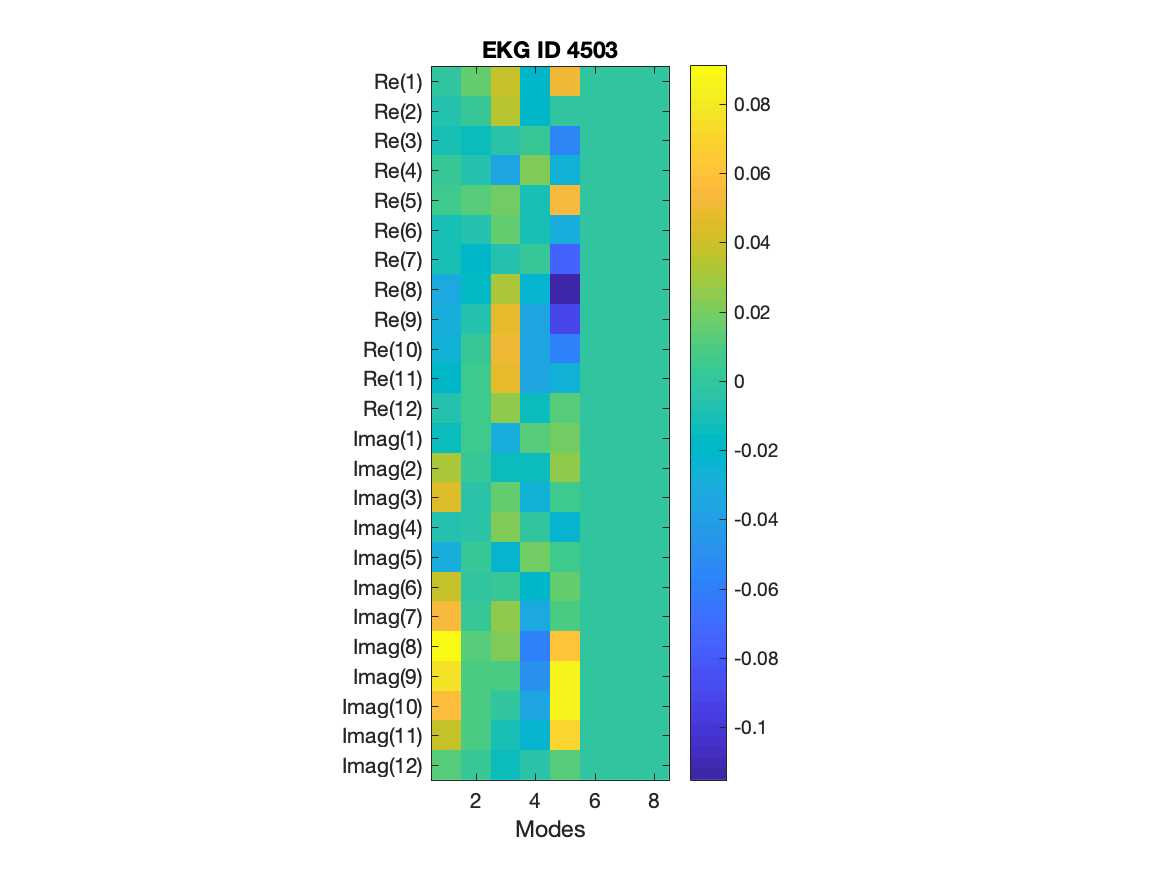 EKG ID 4503
Re(1)
Re(2)
Re(3)
Re(4)
Re(5)
Re(6)
Re(7)
Re(8)
Re(9)
Re(10)
Re(11)
Re(12)
Imag(1)
Imag(2)
Imag(3)
Imag(4)
Imag(5)
Imag(6)
Imag(7)
Imag(8)
Imag(9)
Imag(10)
Imag(11)
Imag(12)
2 4 6 8
Modes
0.08
0.06
0.04
0.02
0
-0.02
-0.04
-0.06
-0.08
-0.1